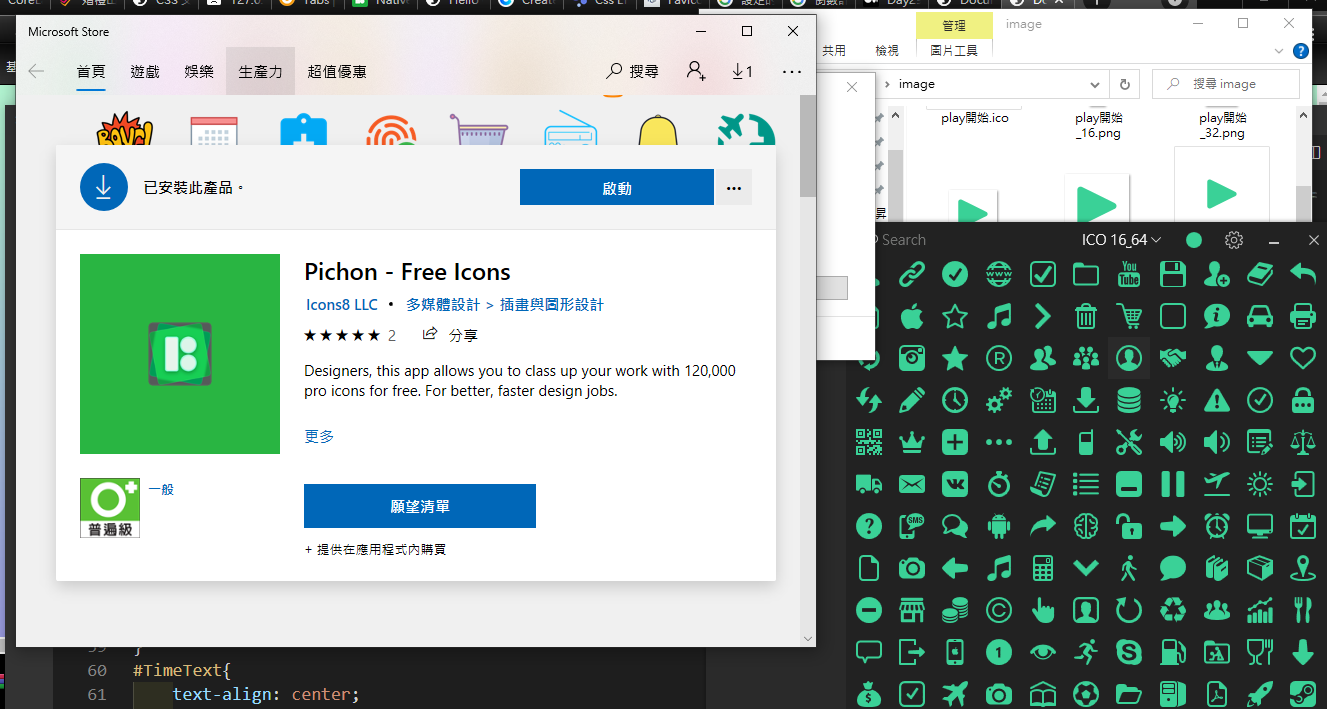 Microsoft Store
首頁 遊戲 娛樂 生產力 超值優惠
搜尋
1
已安裝此產品。
啟動
Pichon - Free Icons
Icons8 LLC • 多媒體設計 > 插畫與圖形設計
2 分享
Designers, this app allows you to class up your work with 120,000
pro icons for free. For better, faster design jobs.
更多
普遍級
一般
願望清單
+ 提供在應用程式內購買
管理
image
共用 檢視 圖片工具
image
搜尋 image
play開始.ico
play開始
_16.png
play開始
_32.png
Search
ICO 16_64
www
You
Tube
SMS
60 #TimeText{
61 text-align: center;